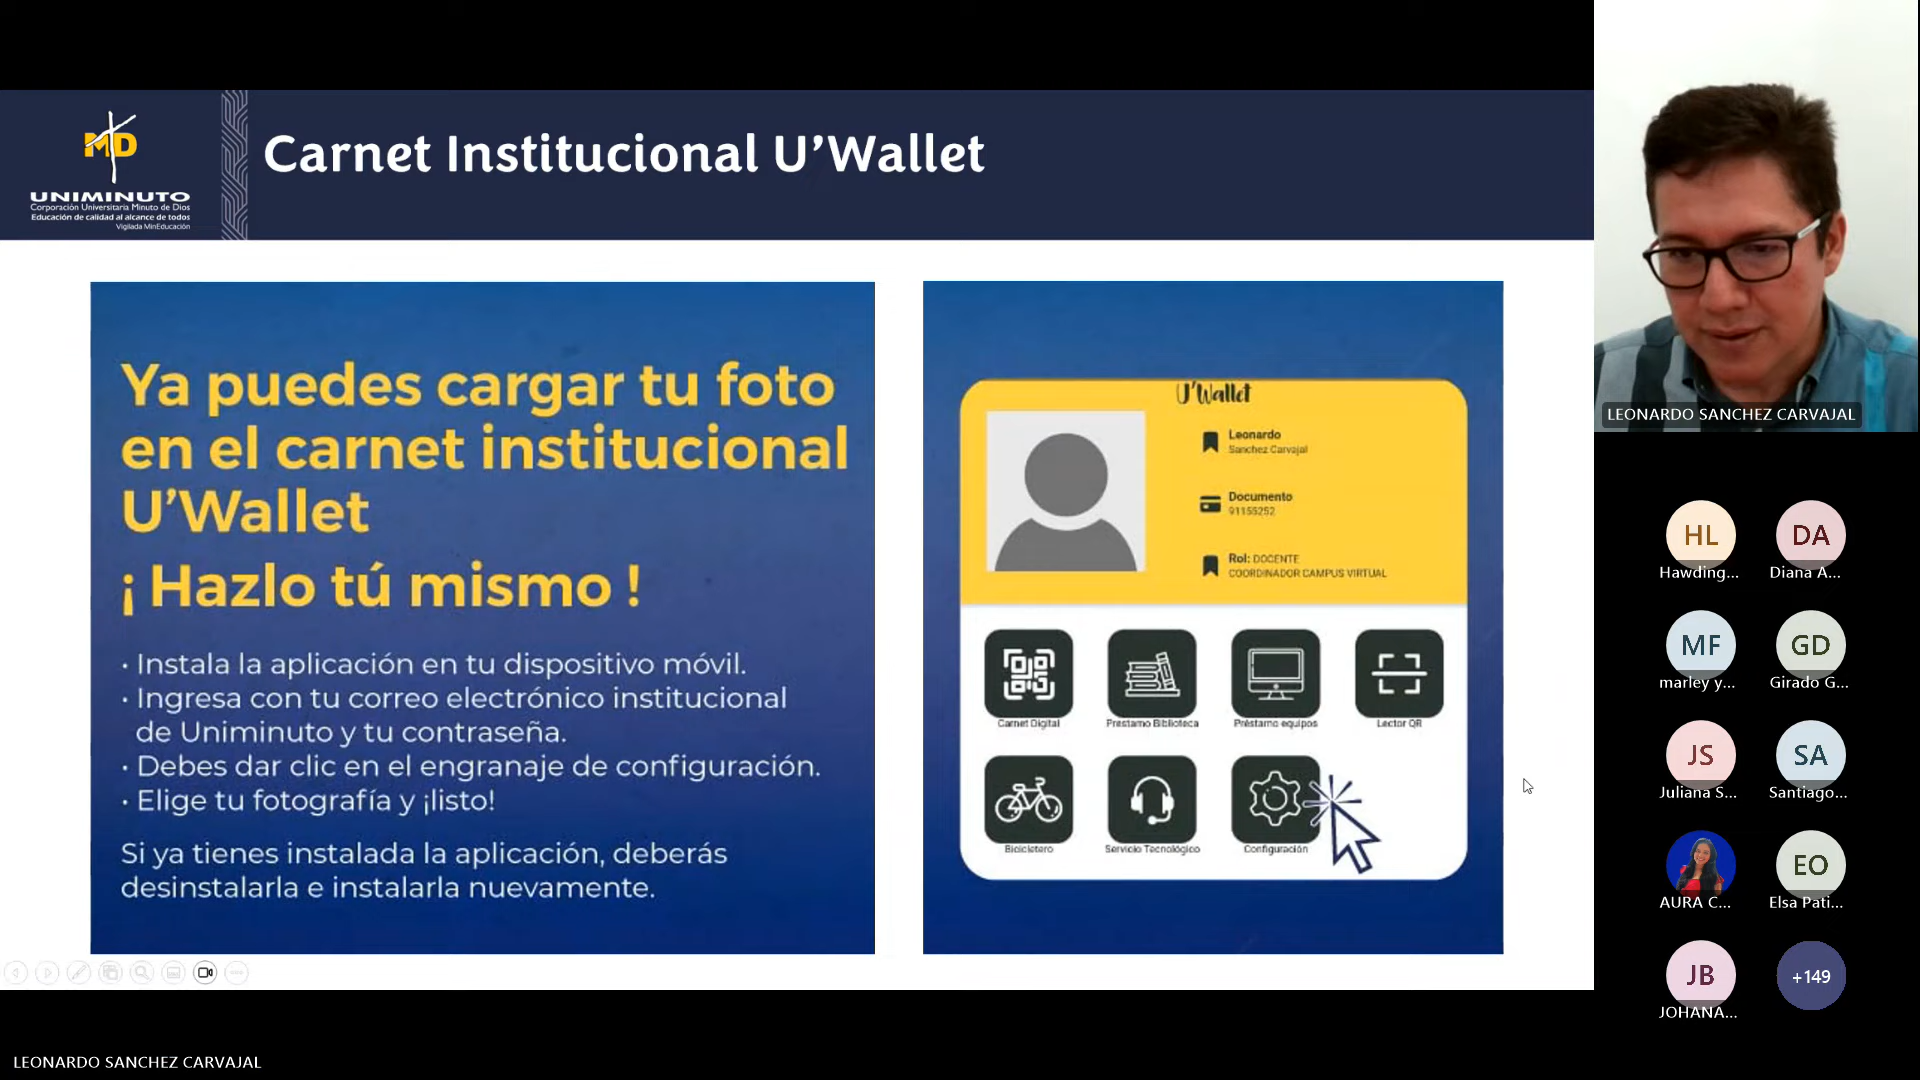 MD
UNIMINUTO
Corporación Universitaria Minuto de Dios
Educación de calidad al alcance de todos
Vigilada MinEducación
Carnet Institucional U'Wallet
Ya puedes cargar tu foto
en el carnet institucional
U'Wallet
¡ Hazlo tú mismo !
· Instala la aplicación en tu dispositivo móvil.
· Ingresa con tu correo electrónico institucional
de Uniminuto y tu contraseña.
· Debes dar clic en el engranaje de configuración.
· Elige tu fotografía y ¡listo!
Si ya tienes instalada la aplicación, deberás
desinstalarla e instalarla nuevamente.
U'Wallet
Leonardo
Sanchez Carvajal
Documento
91155252
Rol: DOCENTE
COORDINADOR CAMPUS VIRTUAL
Carnet Digital
Prestamo Biblioteca
Préstamo equipos
Lector QR
Bicicletero
Servicio Tecnológico
Configuración
LEONARDO SANCHEZ CARVAJAL
HL
DA
Hawding...
Diana A...
MF
GD
marley y...
Girado G...
JS
SA
Juliana S...
Santiago...
EO
AURA C...
Elsa Pati...
JB
+149
JOHANA...
LEONARDO SANCHEZ CARVAJAL